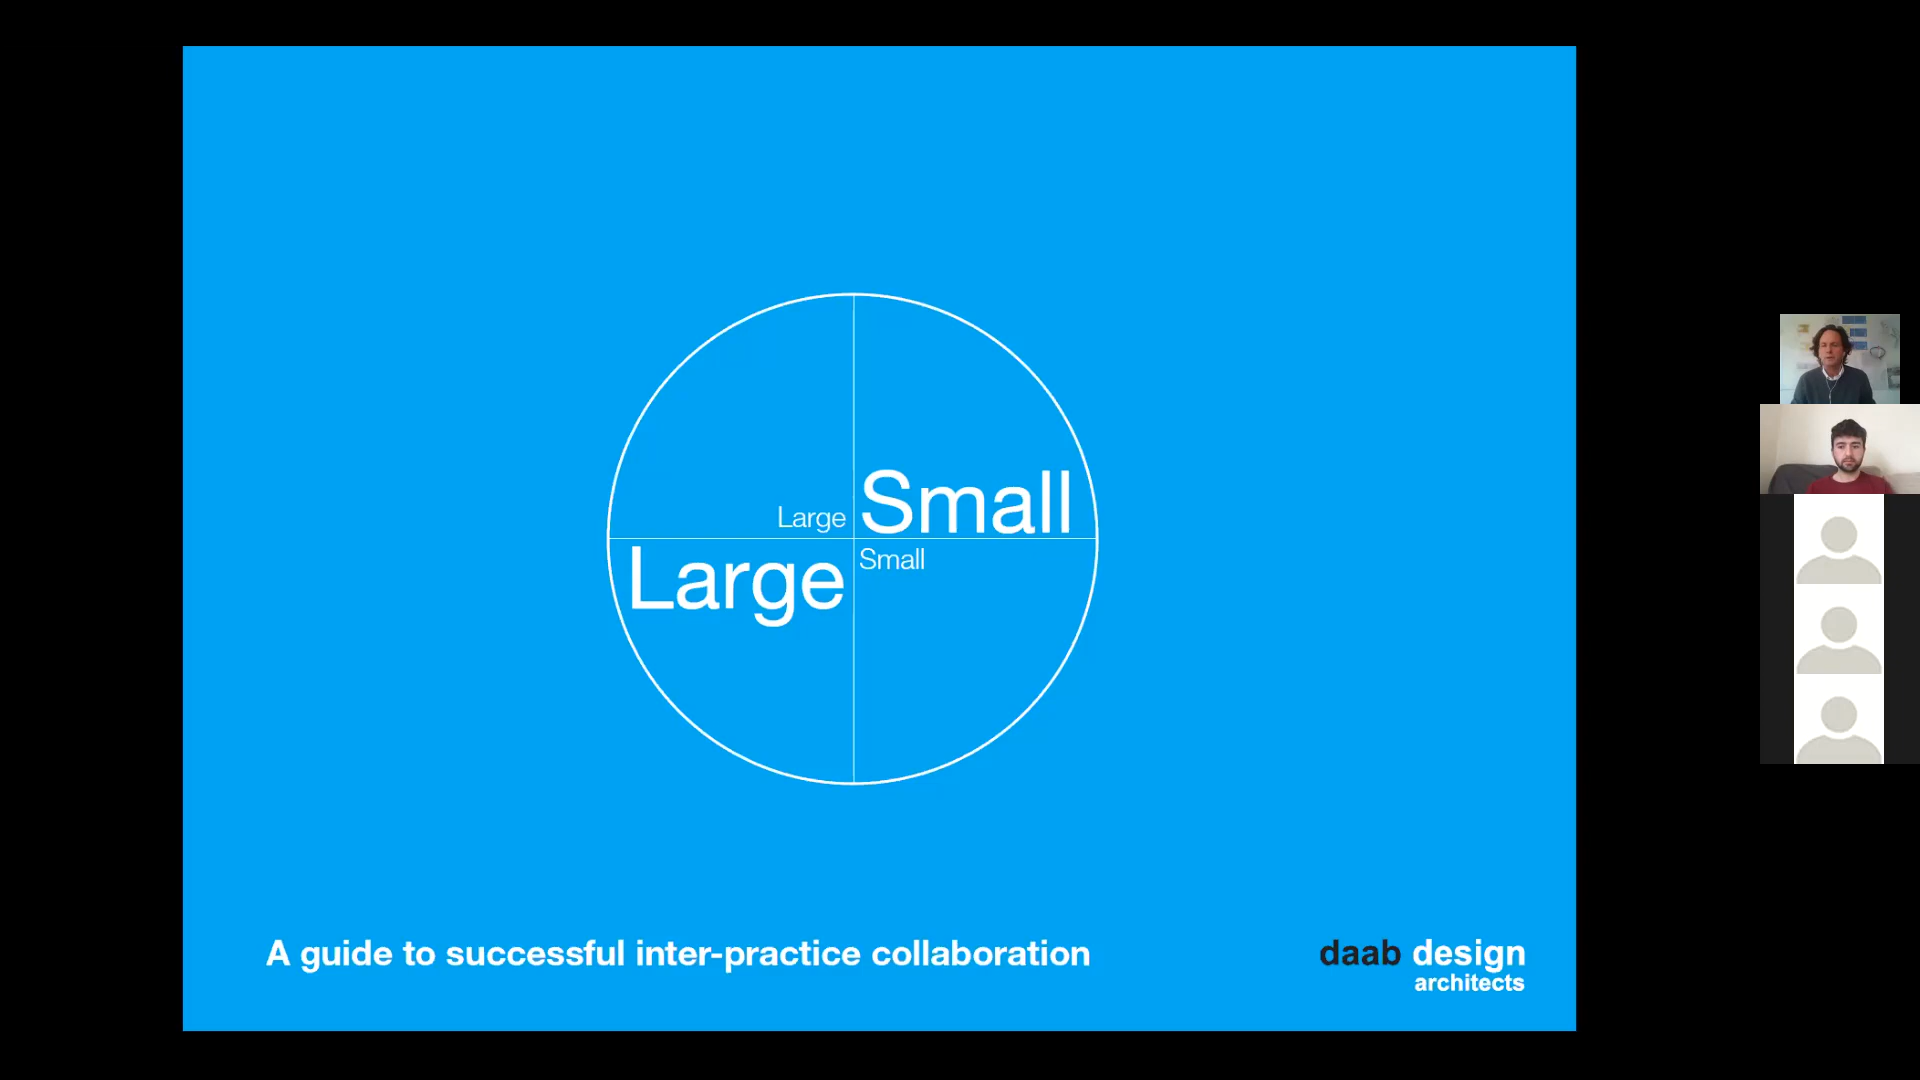 Large Small
Large Small
A guide to successful inter-practice collaboration
daab design
architects